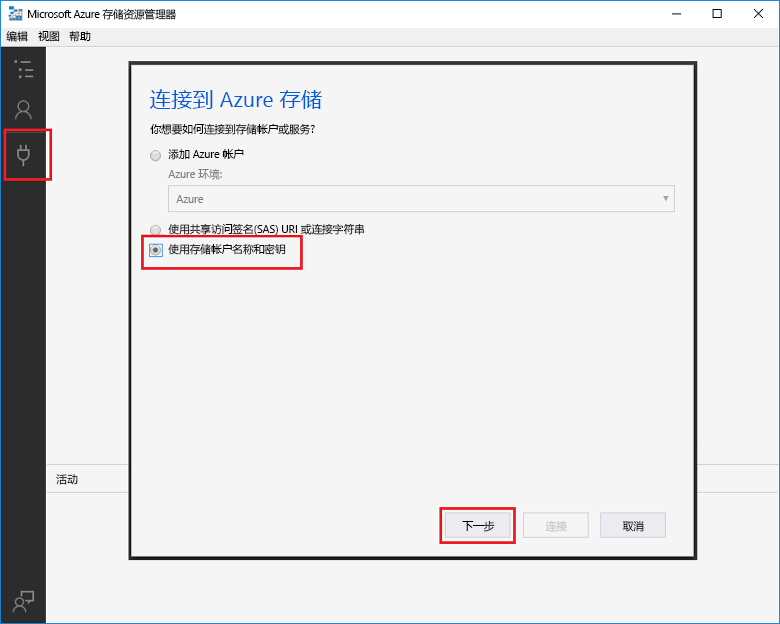 Microsoft Azure 存储资源管理器
编辑 视图 帮助
连接到 Azure 存储
你想要如何连接到存储帐户或服务?
添加 Azure 帐户
Azure 环境:
Azure
使用共享访问签名(SAS) URI 或连接字符串
使用存储帐户名称和密钥
活动
下一步 连接 取消